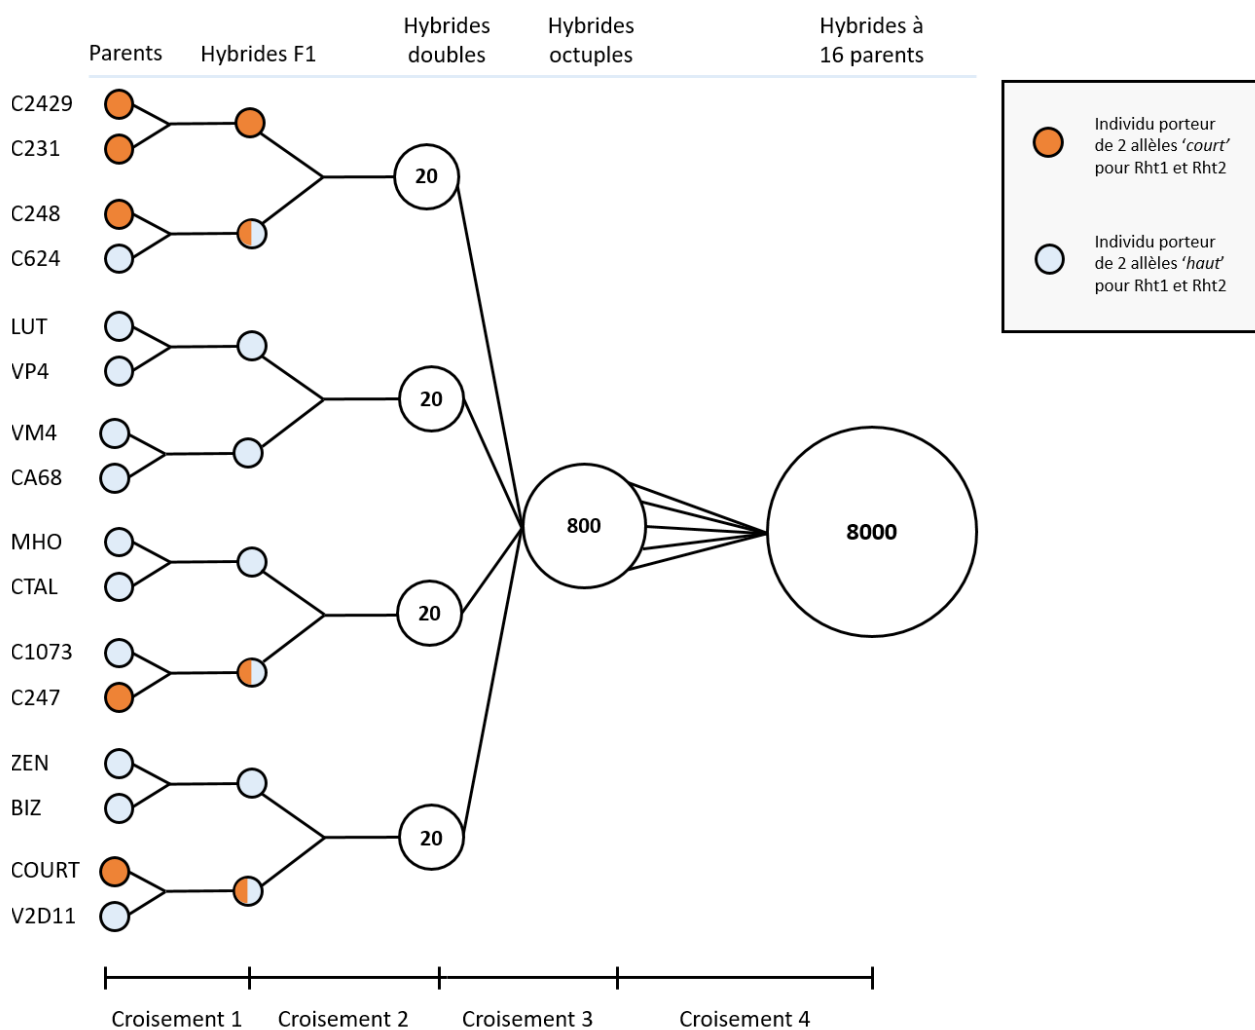 Parents
Hybrides F1
Hybrides
doubles
Hybrides
octuples
Hybrides à
16 parents
C2429
C231
C248
C624
LUT
VP4
VM4
CA68
MHO
CTAL
C1073
C247
ZEN
BIZ
COURT
V2D11
20
20
20
20
800
8000
Individu porteur
de 2 allèles ‘court’
pour Rht1 et Rht2
Individu porteur
de 2 allèles ‘haut’
pour Rht1 et Rht2
Croisement 1
Croisement 2
Croisement 3
Croisement 4